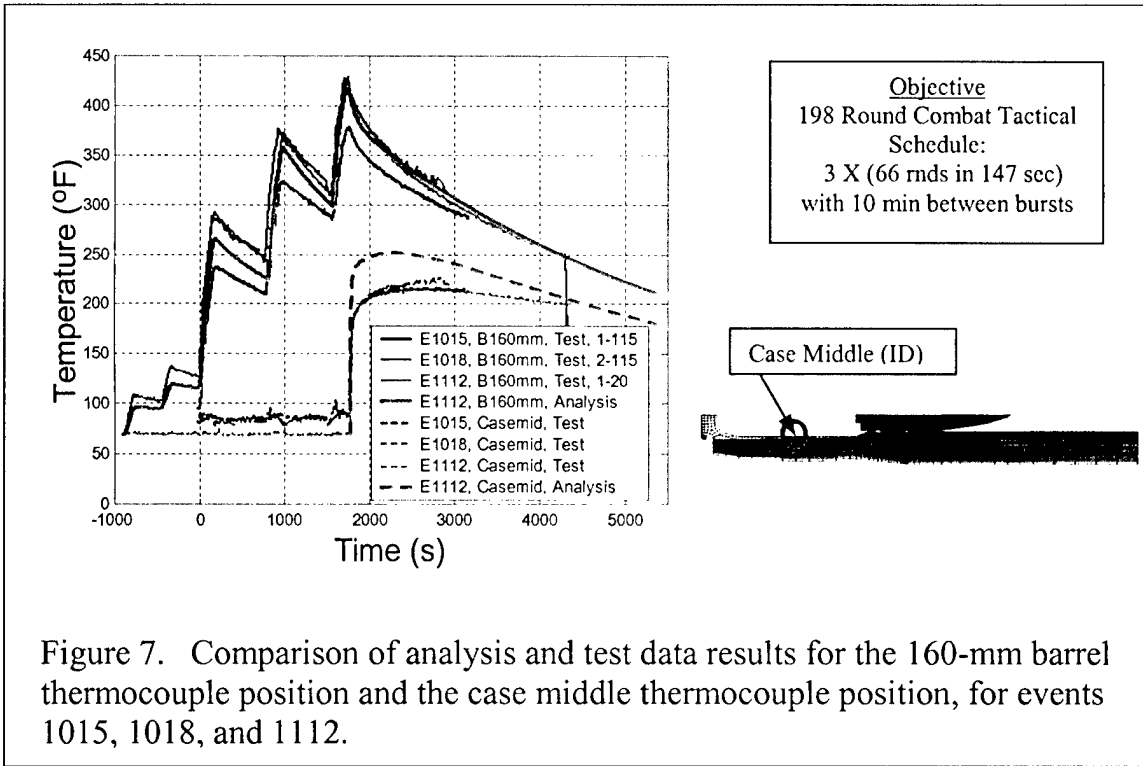 450
400
350
300
250
200
150
100
50
0
Temperature (ºF)
-1000 0 1000 2000 3000 4000 5000
Time (s)
E1015, B160mm, Test, 1-115
E1018, B160mm, Test, 2-115
E1112, B160mm, Test, 1-20
E1112, B160mm, Analysis
E1015, Casemid, Test
E1018, Casemid, Test
E1112, Casemid, Test
E1112, Casemid, Analysis
Objective
198 Round Combat Tactical
Schedule:
3 X (66 rnds in 147 sec)
with 10 min between bursts
Case Middle (ID)
Figure 7. Comparison of analysis and test data results for the 160-mm barrel
thermocouple position and the case middle thermocouple position, for events
1015, 1018, and 1112.